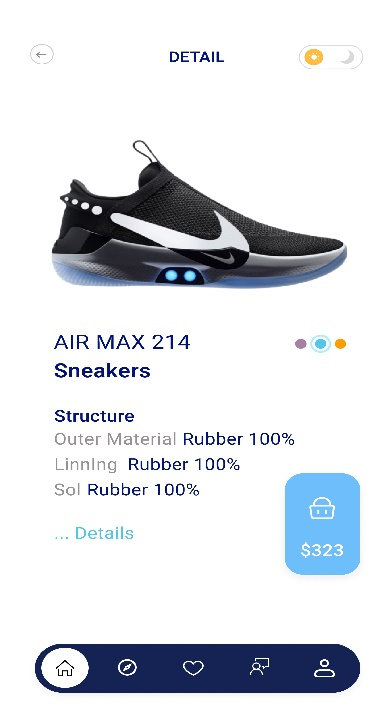 DETAIL
AIR MAX 214
Sneakers
Structure
Outer Material Rubber 100%
LinnIng Rubber 100%
Sol Rubber 100%
... Details
$323